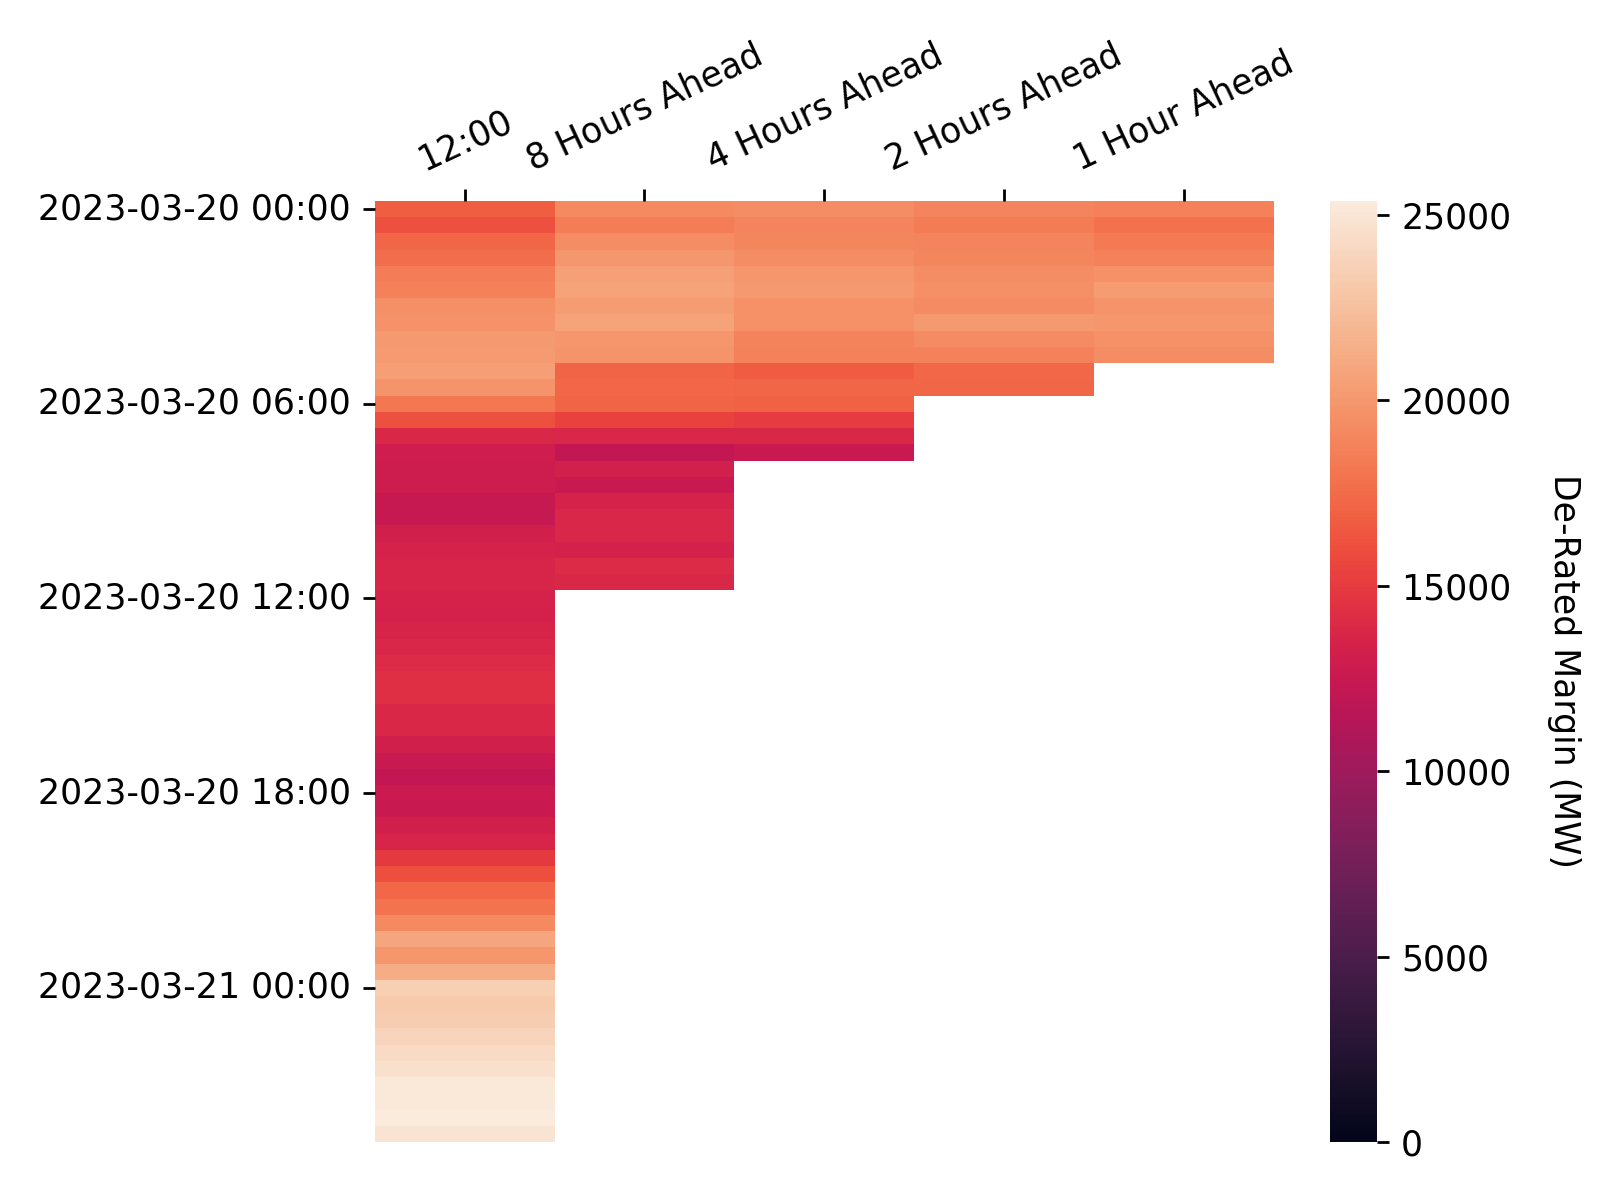 12:00
8 Hours Ahead
4 Hours Ahead
2 Hours Ahead
1 Hour Ahead
2023-03-20 00:00
2023-03-20 06:00
2023-03-20 12:00
2023-03-20 18:00
2023-03-21 00:00
25000
20000
15000
10000
5000
0
De-Rated Margin (MW)